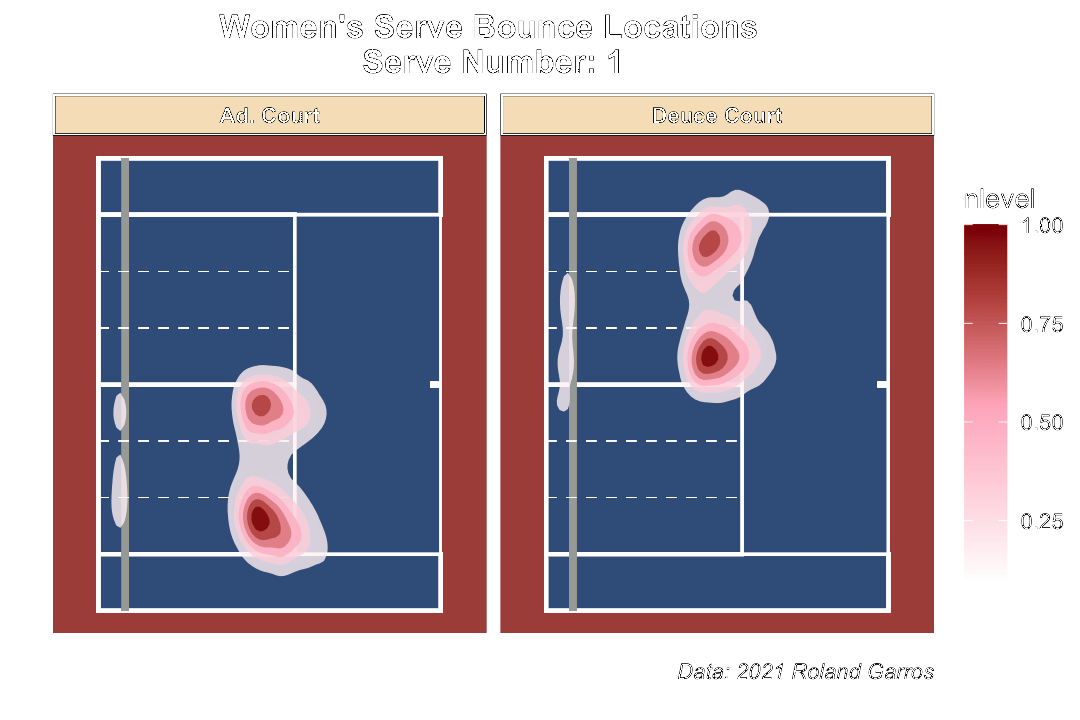 Women's Serve Bounce Locations
Serve Number: 1
Ad. Court
Deuce Court
nlevel
1.00
0.75
0.50
0.25
Data: 2021 Roland Garros